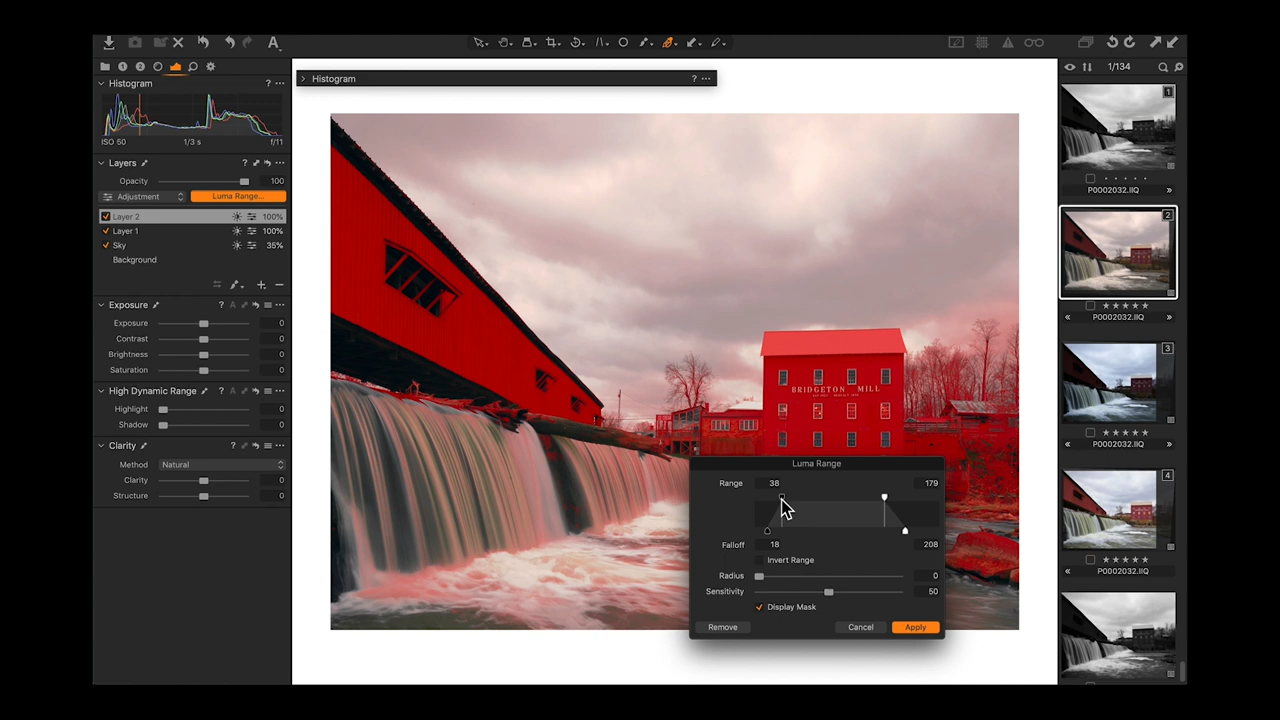 1/134
Histogram
ISO 50 1/3 s f/11
Layers
Opacity 100
Adjustment Luma Range...
Layer 2 100%
Layer 1 100%
Sky 35%
Background
Exposure
Exposure 0
Contrast 0
Brightness 0
Saturation 0
High Dynamic Range
Highlight 0
Shadow 0
Clarity
Method Natural
Clarity 0
Structure 0
Histogram
BRIDGETON MILL
Luma Range
Range 38 179
Falloff 18 208
Invert Range
Radius 0
Sensitivity 50
Display Mask
Remove Cancel Apply
1
P0002032.IIQ
2
P0002032.IIQ
3
P0002032.IIQ
4
P0002032.IIQ